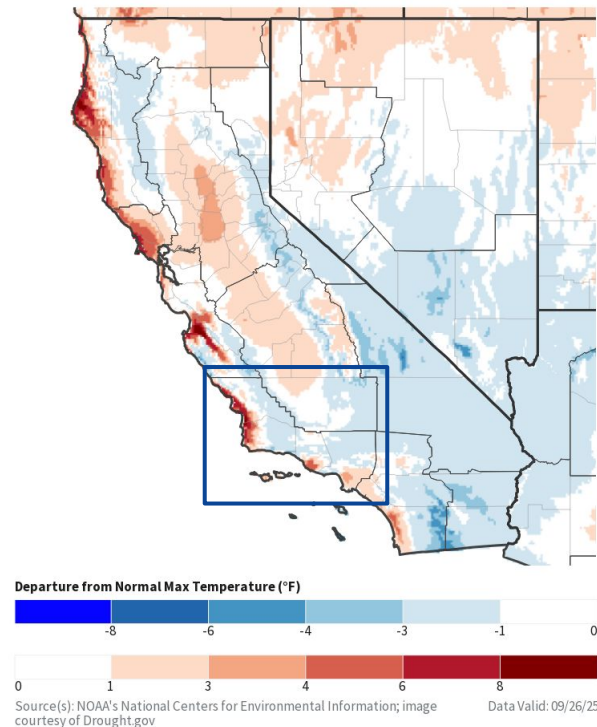 Departure from Normal Max Temperature (°F)
-8 -6 -4 -3 -1 0
0 1 3 4 6 8
Source(s): NOAA's National Centers for Environmental Information; image Data Valid: 09/26/25
courtesy of Drought.gov